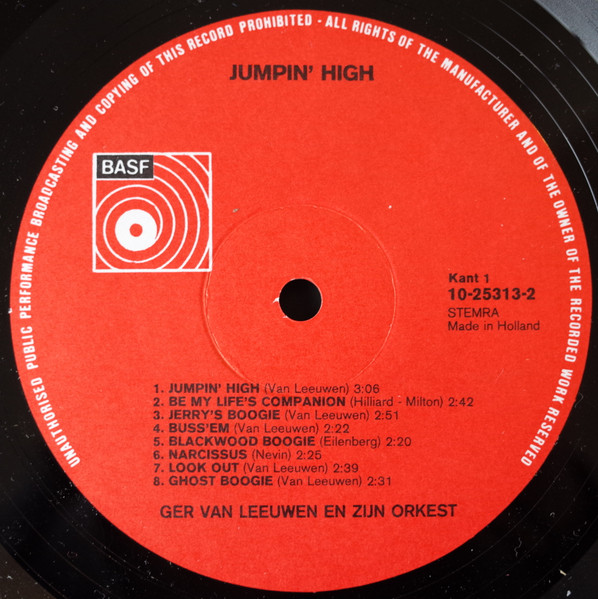 UNAUTHORISED PUBLIC PERFORMANCE BROADCASTING AND COPYING OF THIS RECORD PROHIBITED - ALL RIGHTS OF THE MANUFACTURER AND OF THE OWNER OF THE RECORDED WORK RESERVED
JUMPIN' HIGH
BASF
Kant 1
10-25313-2
STEMRA
Made in Holland
1. JUMPIN' HIGH (Van Leeuwen) 3:06
2. BE MY LIFE'S COMPANION (Hilliard - Milton) 2:42
3. JERRY'S BOOGIE (Van Leeuwen) 2:51
4. BUSS'EM (Van Leeuwen) 2:22
5. BLACKWOOD BOOGIE (Eilenberg) 2:20
6. NARCISSUS (Nevin) 2:25
7. LOOK OUT (Van Leeuwen) 2:39
8. GHOST BOOGIE (Van Leeuwen) 2:31
GER VAN LEEUWEN EN ZIJN ORKEST